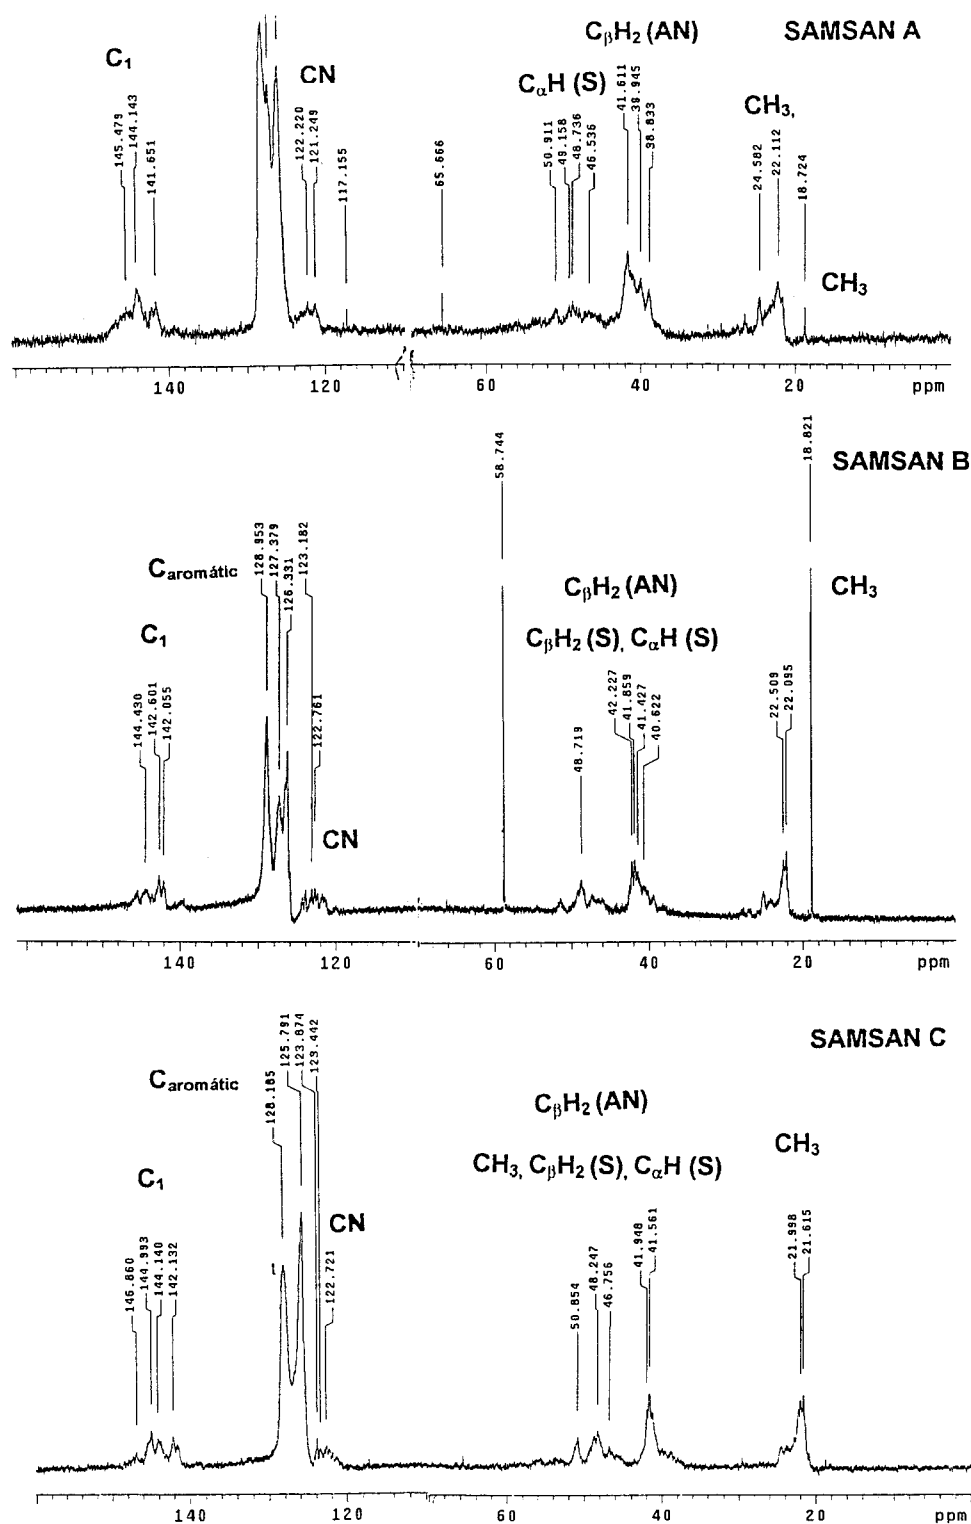 SAMSAN A
CβH₂ (AN)
C₁
CN
CαH (S)
CH₃,
CH₃
145.479
144.143
141.651
122.220
121.249
117.155
65.666
50.911
49.158
48.736
46.536
41.611
39.945
38.833
24.582
22.112
18.724
140
120
60
40
20
ppm
SAMSAN B
Caromátic
C₁
CN
CβH₂ (AN)
CβH₂ (S), CαH (S)
CH₃
144.430
142.601
142.055
128.953
127.379
126.331
123.182
122.761
58.744
48.719
42.227
41.859
41.427
40.622
22.509
22.095
18.821
140
120
60
40
20
ppm
SAMSAN C
Caromátic
C₁
CN
CβH₂ (AN)
CH₃, CβH₂ (S), CαH (S)
CH₃
146.860
144.993
144.140
142.132
128.185
125.791
123.874
123.442
122.721
50.854
48.247
46.756
41.948
41.561
21.998
21.615
140
120
60
40
20
ppm